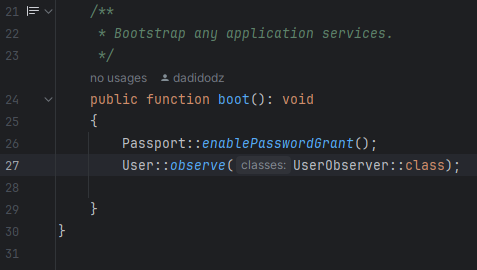 21 /**
22 * Bootstrap any application services.
23 */
no usages dadidodz
24 public function boot(): void
25 {
26 Passport::enablePasswordGrant();
27 User::observe( classes: UserObserver::class);
28
29 }
30 }
31